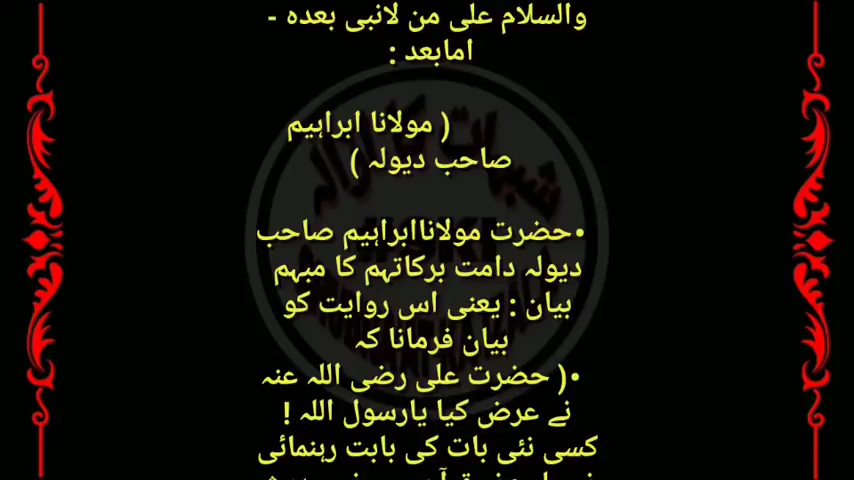 والسلام علی من لانبی بعدہ -
امابعد :
( مولانا ابراہیم
صاحب دیولہ )
•حضرت مولاناابراہیم صاحب
دیولہ دامت برکاتہم کا مبہم
بیان : یعنی اس روایت کو
بیان فرمانا کہ
•( حضرت علی رضی اللہ عنہ
نے عرض کیا یارسول اللہ !
کسی نئی بات کی بابت رہنمائی